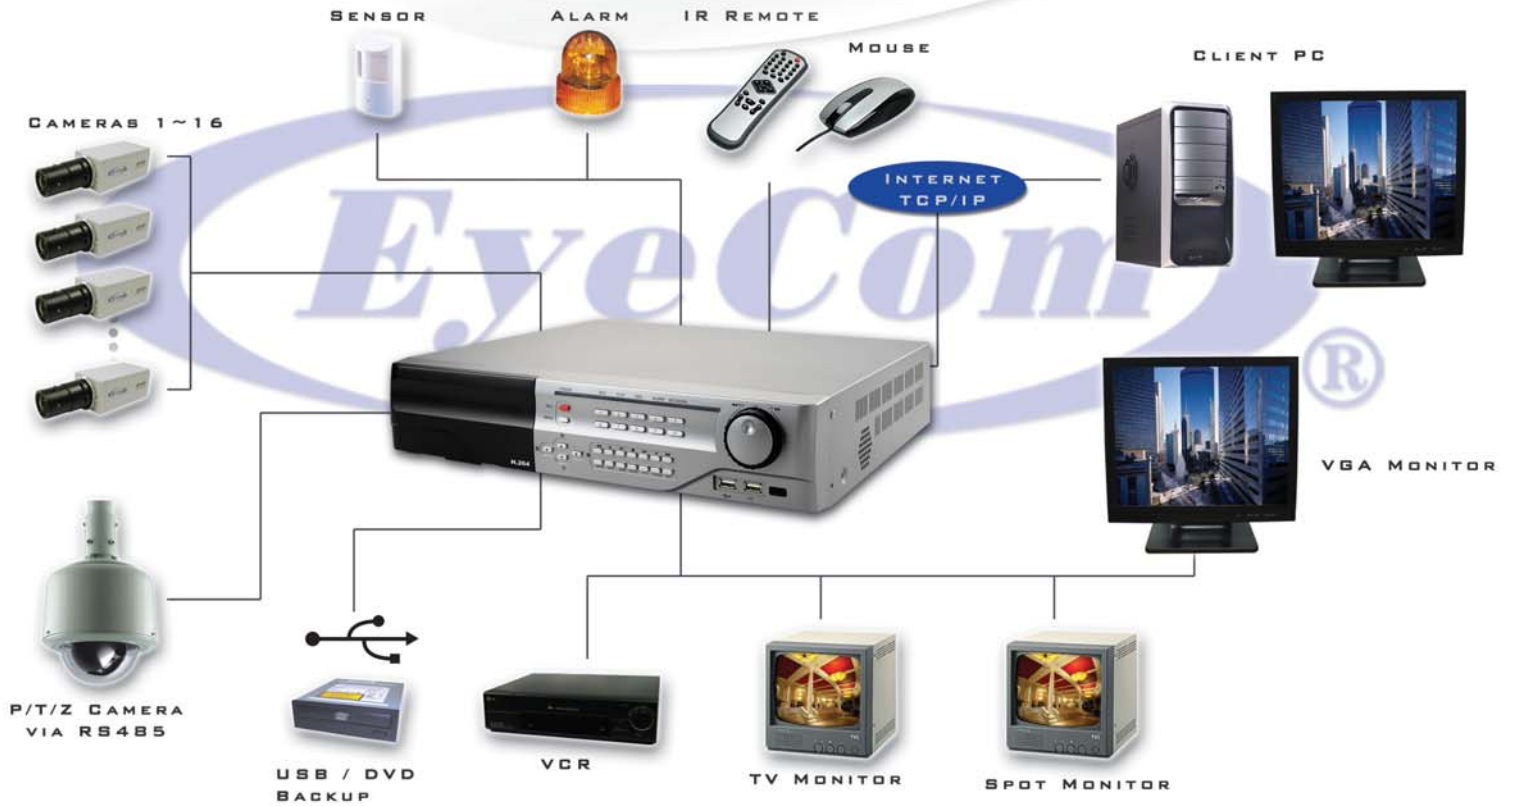 SENSOR
ALARM
IR REMOTE
MOUSE
CLIENT PC
CAMERAS 1~16
INTERNET
TCP/IP
EyeCom
®
H.264
VGA MONITOR
P/T/Z CAMERA
VIA RS485
USB / DVD
BACKUP
VCR
TV MONITOR
SPOT MONITOR